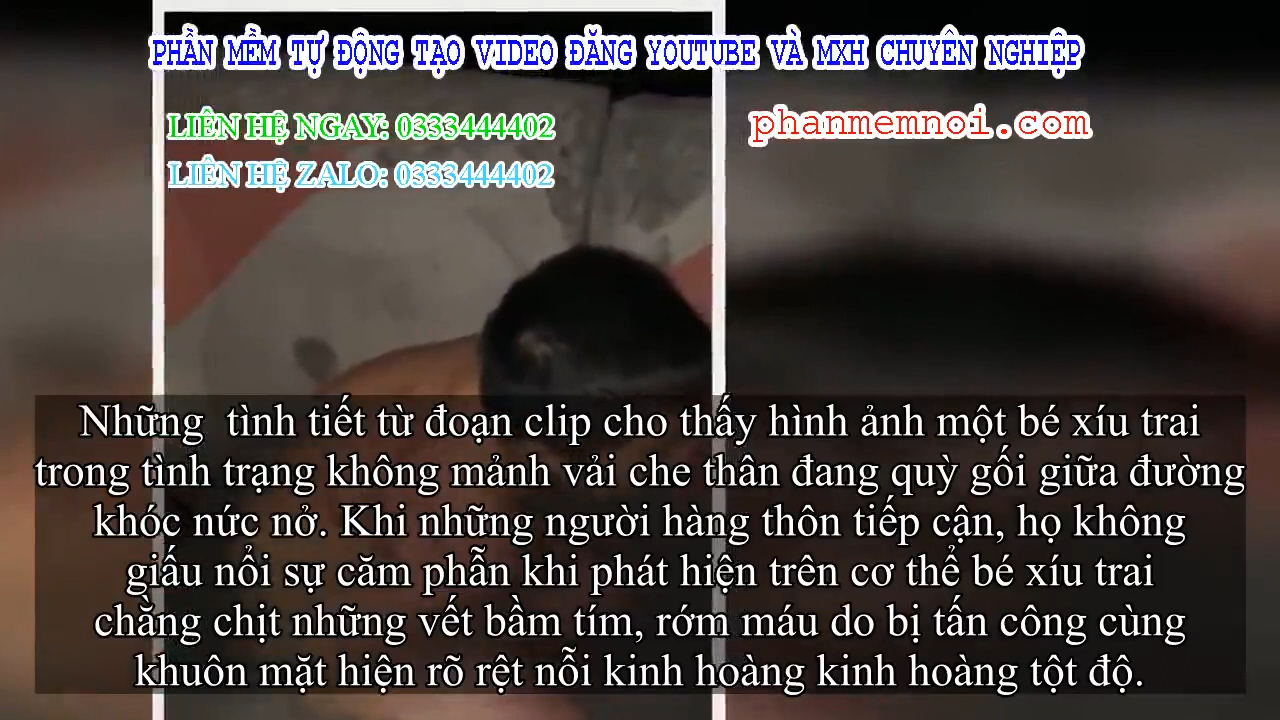 PHẦN MỀM TỰ ĐỘNG TẠO VIDEO ĐĂNG YOUTUBE VÀ MXH CHUYÊN NGHIỆP
LIÊN HỆ NGAY: 0333444402
phanmemnoi.com
LIÊN HỆ ZALO: 0333444402
Những tình tiết từ đoạn clip cho thấy hình ảnh một bé xíu trai
trong tình trạng không mảnh vải che thân đang quỳ gối giữa đường
khóc nức nở. Khi những người hàng thôn tiếp cận, họ không
giấu nổi sự căm phẫn khi phát hiện trên cơ thể bé xíu trai
chằng chịt những vết bầm tím, rớm máu do bị tấn công cùng
khuôn mặt hiện rõ rệt nỗi kinh hoàng kinh hoàng tột độ.